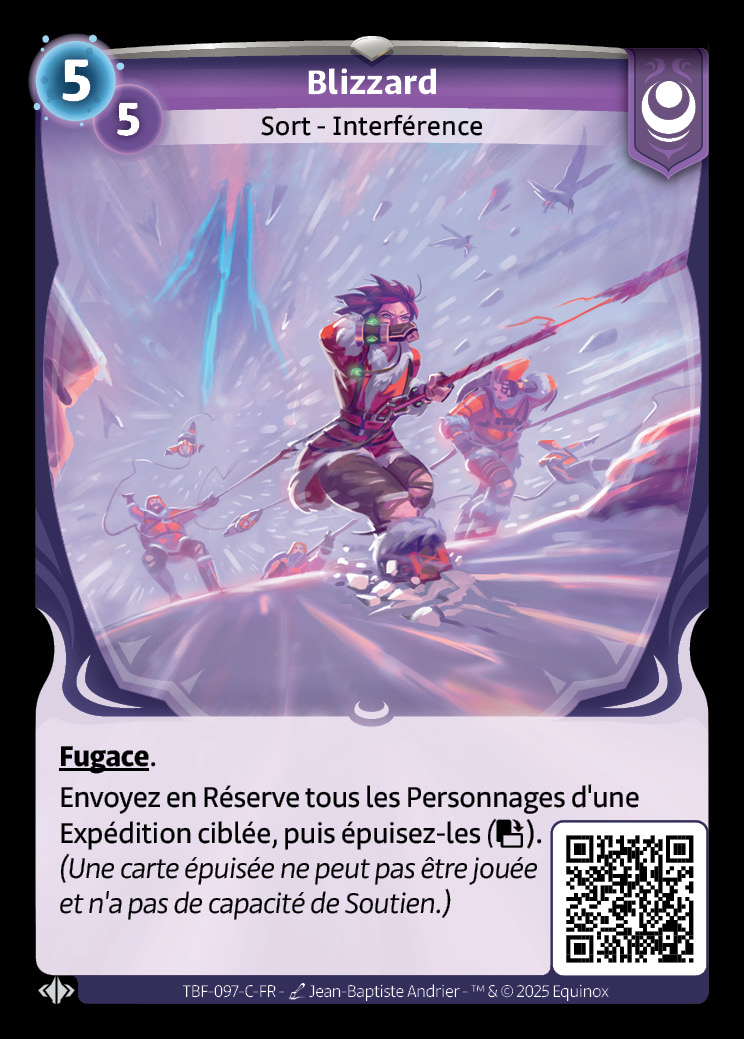 5
5
Blizzard
Sort - Interférence
Fugace.
Envoyez en Réserve tous les Personnages d'une
Expédition ciblée, puis épuisez-les ( ).
(Une carte épuisée ne peut pas être jouée
et n'a pas de capacité de Soutien.)
TBF-097-C-FR - Jean-Baptiste Andrier - ™ & © 2025 Equinox